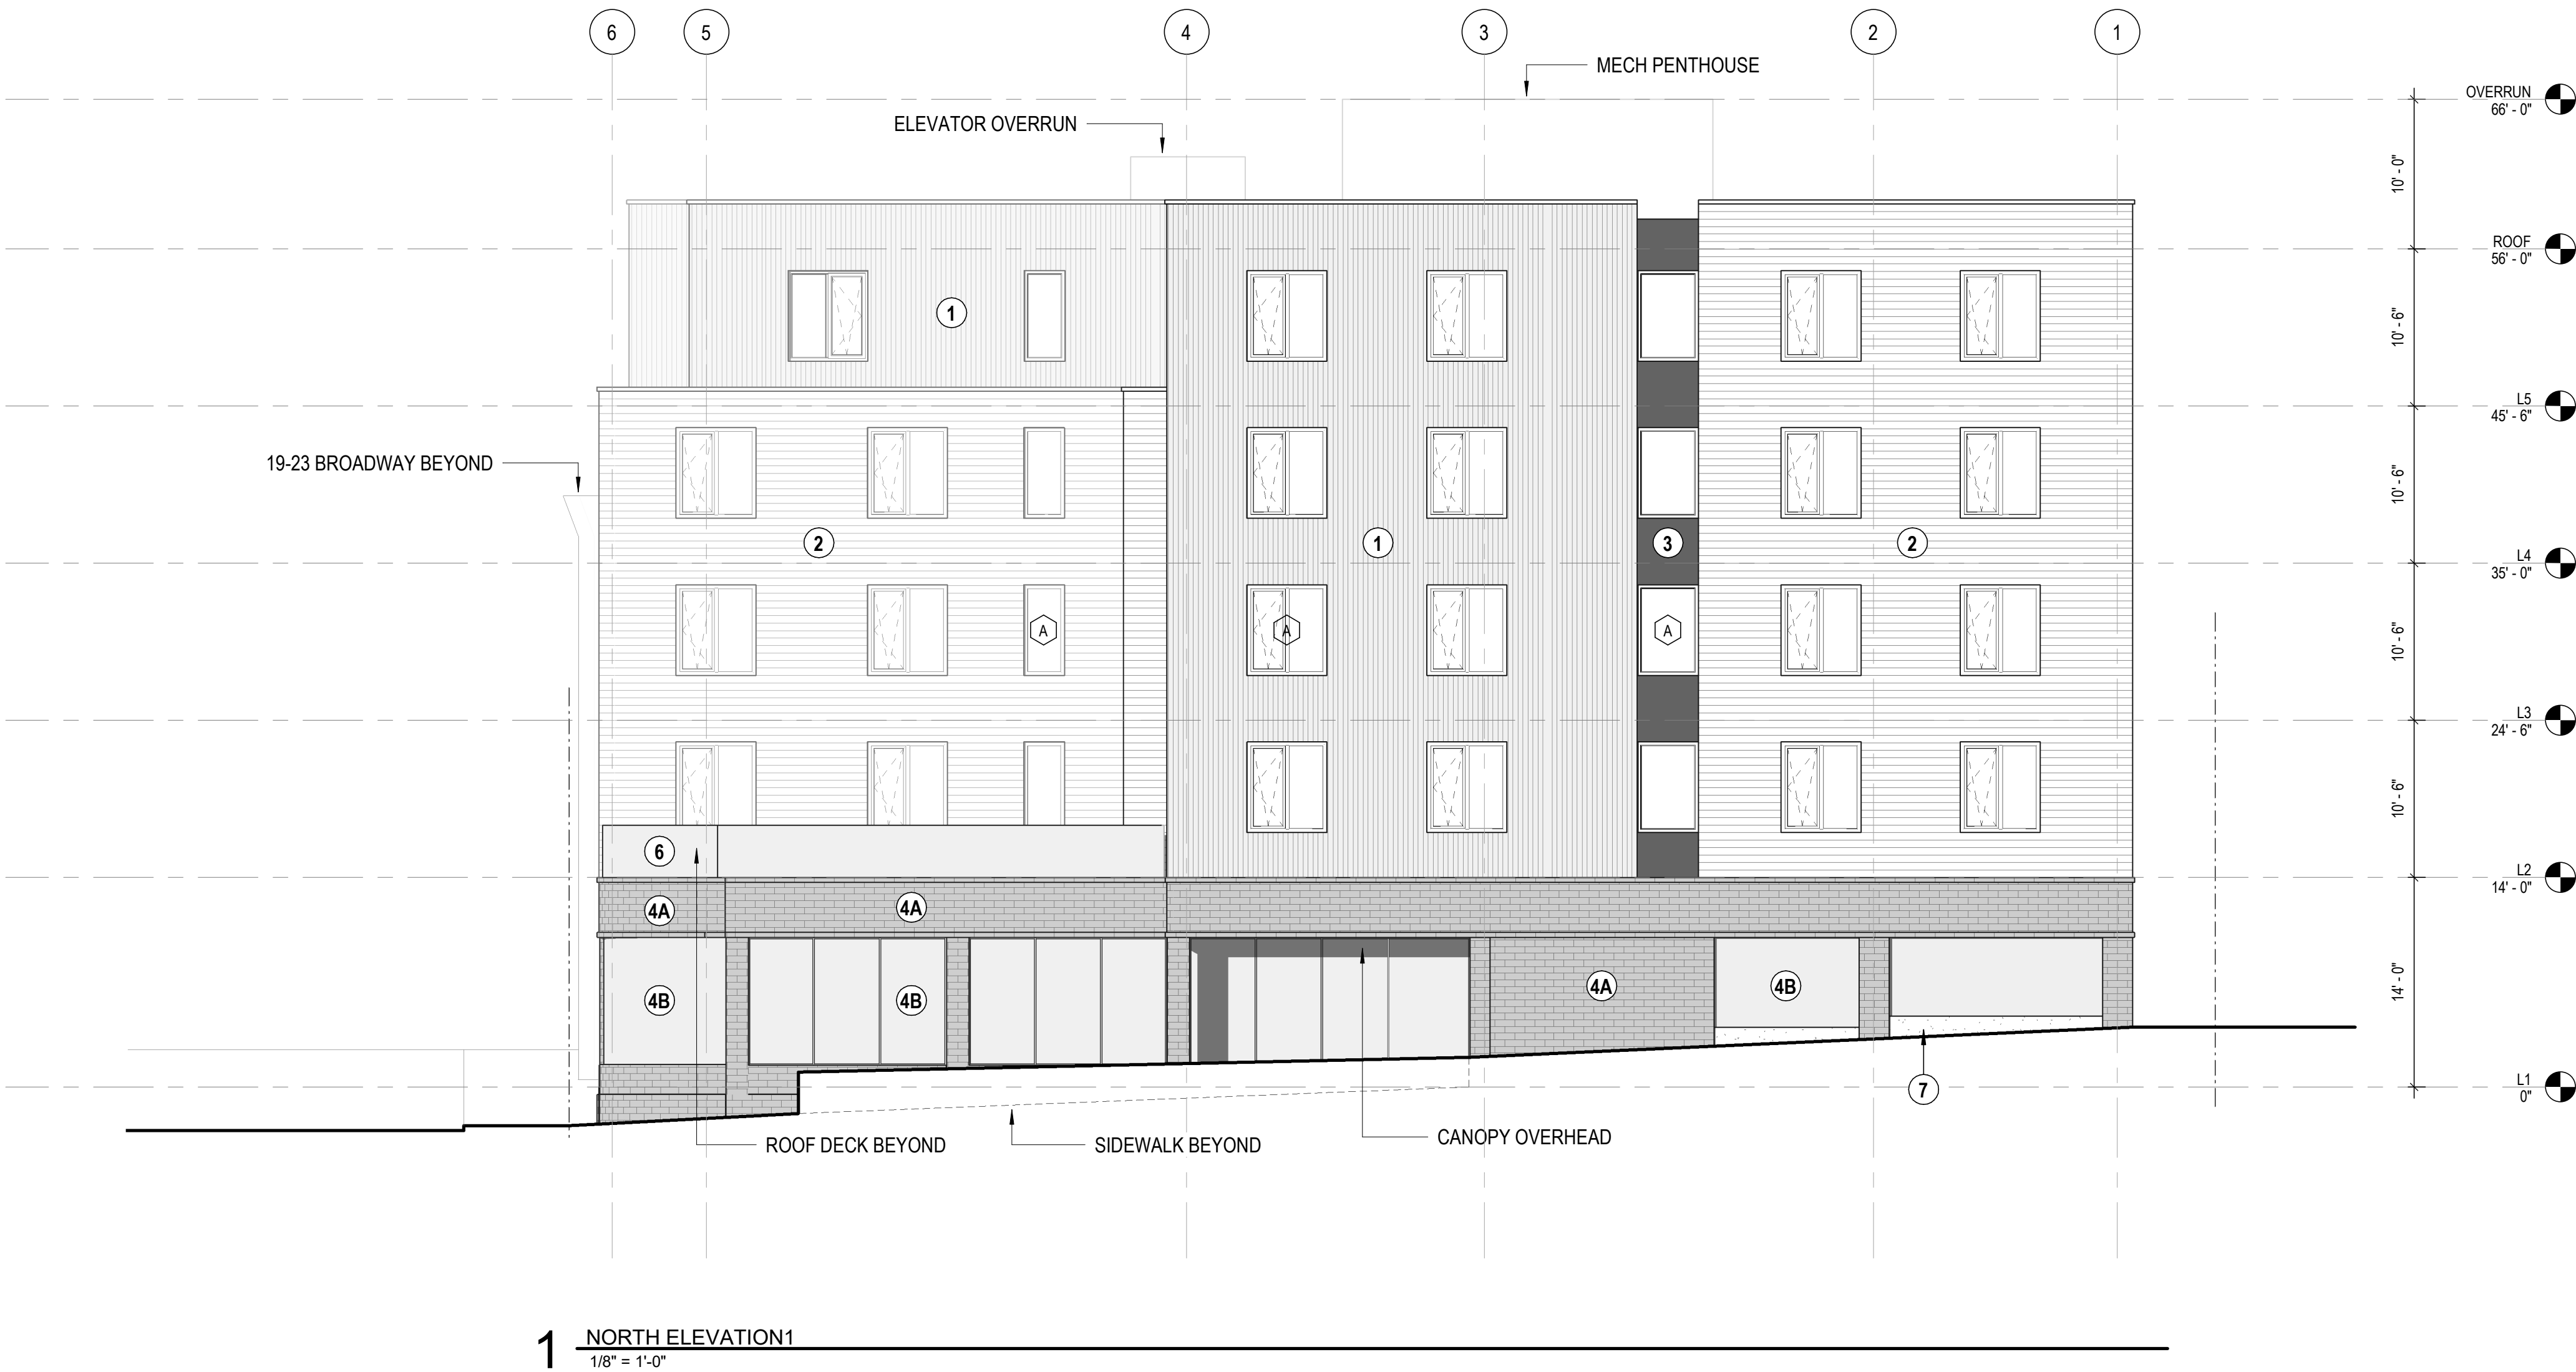 6 5 4 3 2 1
MECH PENTHOUSE
OVERRUN
66' - 0"
ELEVATOR OVERRUN
10' - 0"
ROOF
56' - 0"
1
10' - 6"
L5
45' - 6"
19-23 BROADWAY BEYOND
10' - 6"
2 1 3 2
L4
35' - 0"
A A A
10' - 6"
L3
24' - 6"
10' - 6"
6
L2
14' - 0"
4A 4A
4B 4B 4A 4B
14' - 0"
7
L1
0"
ROOF DECK BEYOND
SIDEWALK BEYOND
CANOPY OVERHEAD
1 NORTH ELEVATION1
1/8" = 1'-0"